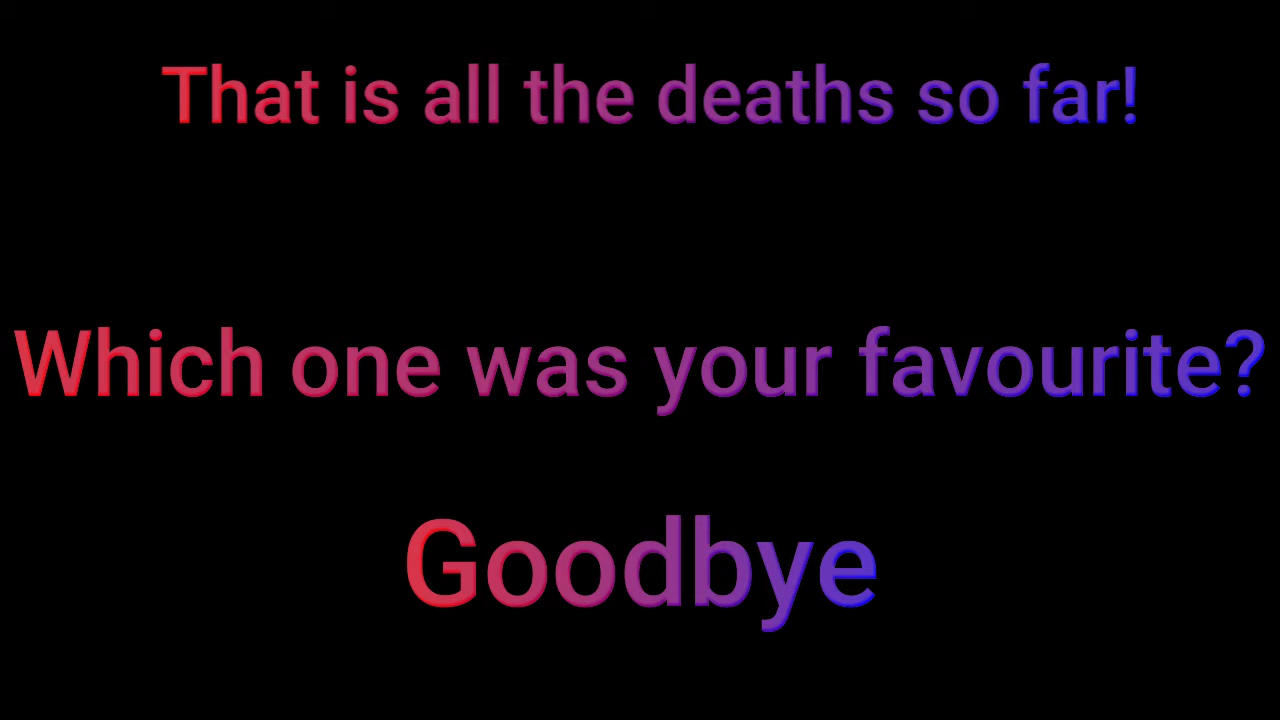 That is all the deaths so far!
Which one was your favourite?
Goodbye